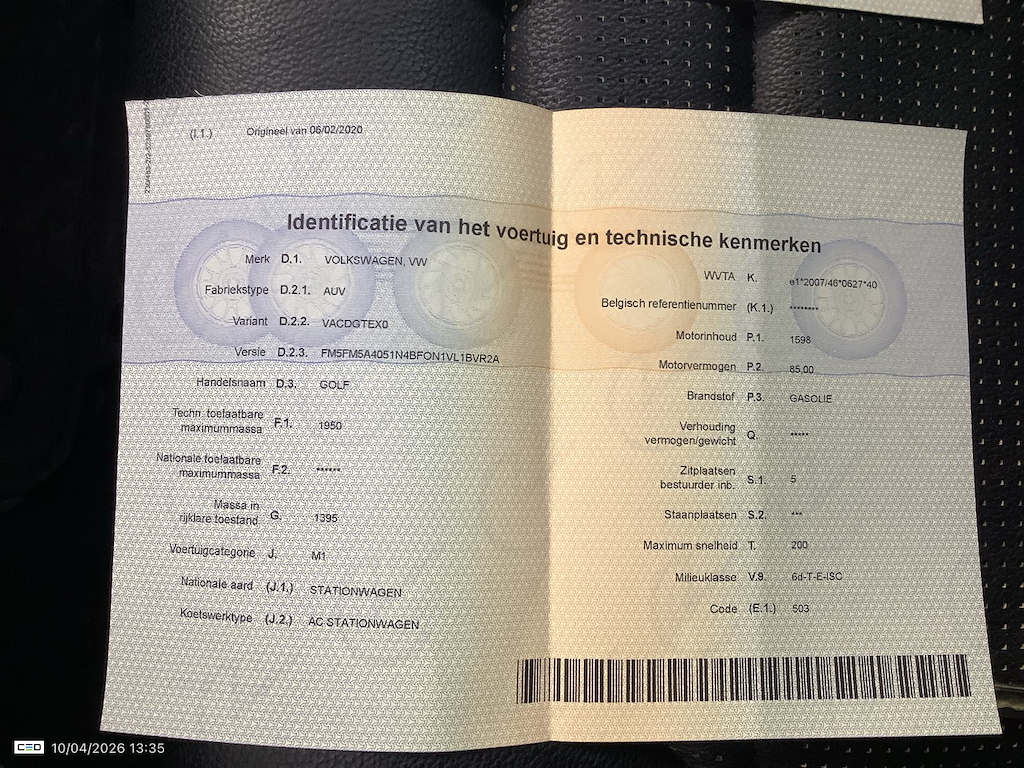 (I.1.) Origineel van 06/02/2020
Identificatie van het voertuig en technische kenmerken
Merk D.1. VOLKSWAGEN, VW
Fabriekstype D.2.1. AUV
Variant D.2.2. VACDGTEX0
Versie D.2.3. FM5FM5A4051N4BFON1VL1BVR2A
Handelsnaam D.3. GOLF
Techn. toelaatbare
maximummassa F.1. 1950
Nationale toelaatbare
maximummassa F.2. ******
Massa in
rijklare toestand G. 1395
Voertuigcategorie J. M1
Nationale aard (J.1.) STATIONWAGEN
Koetswerktype (J.2.) AC STATIONWAGEN
WVTA K. e1*2007/46*0627*40
Belgisch referentienummer (K.1.) ********
Motorinhoud P.1. 1598
Motorvermogen P.2. 85,00
Brandstof P.3. GASOLIE
Verhouding
vermogen/gewicht Q. *****
Zitplaatsen
bestuurder inb. S.1. 5
Staanplaatsen S.2. ***
Maximum snelheid T. 200
Milieuklasse V.9. 6d-T-E-ISC
Code (E.1.) 503
CEO 10/04/2026 13:35